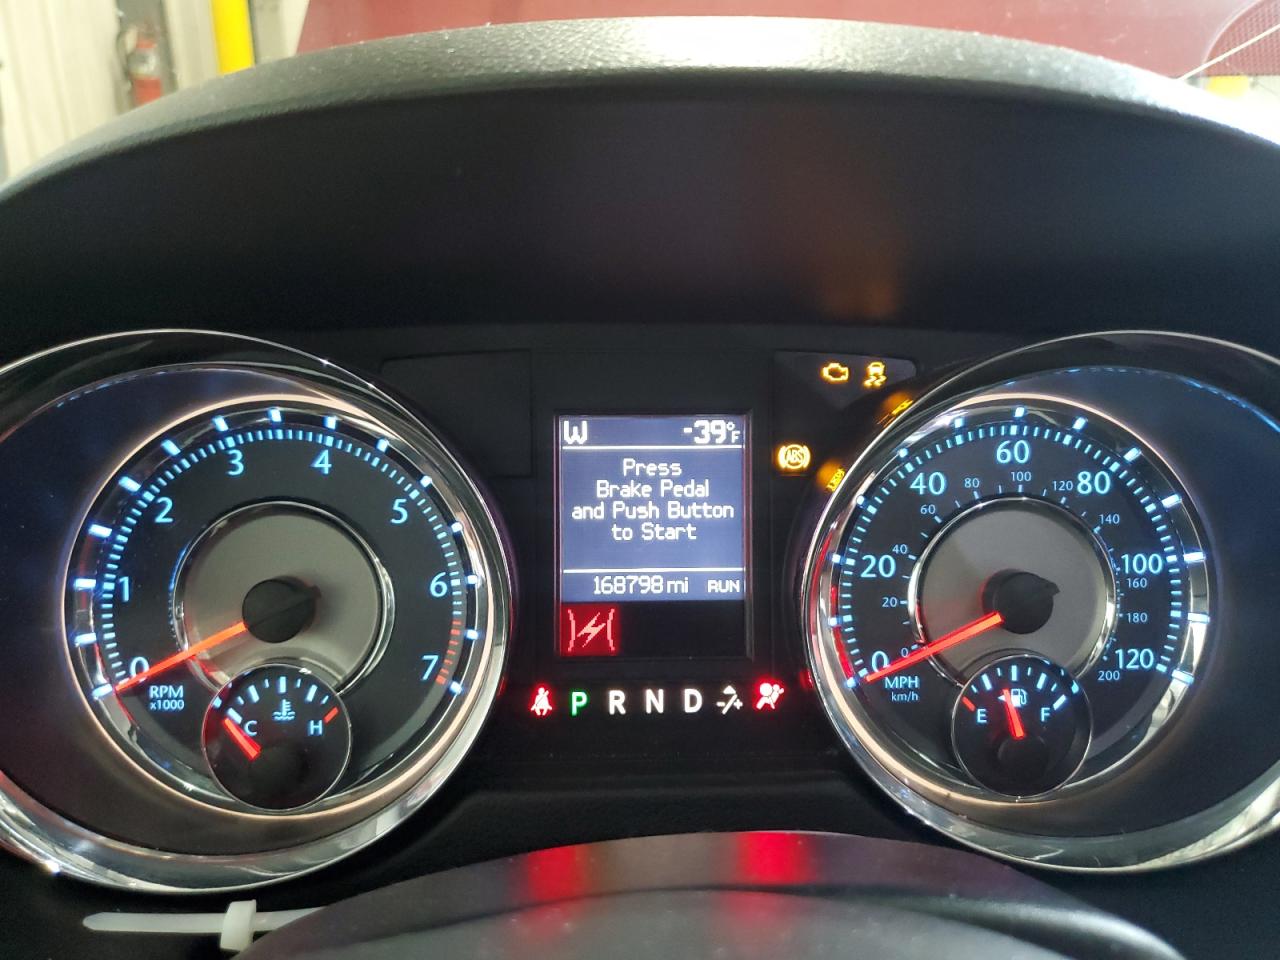 W -39°F
Press
Brake Pedal
and Push Button
to Start
168798 mi RUN
P R N D -/+
ABS
0 1 2 3 4 5 6 7
RPM
x1000
C H
0 20 40 60 80 100 120
0 20 40 60 80 100 120 140 160 180 200
MPH
km/h
E F